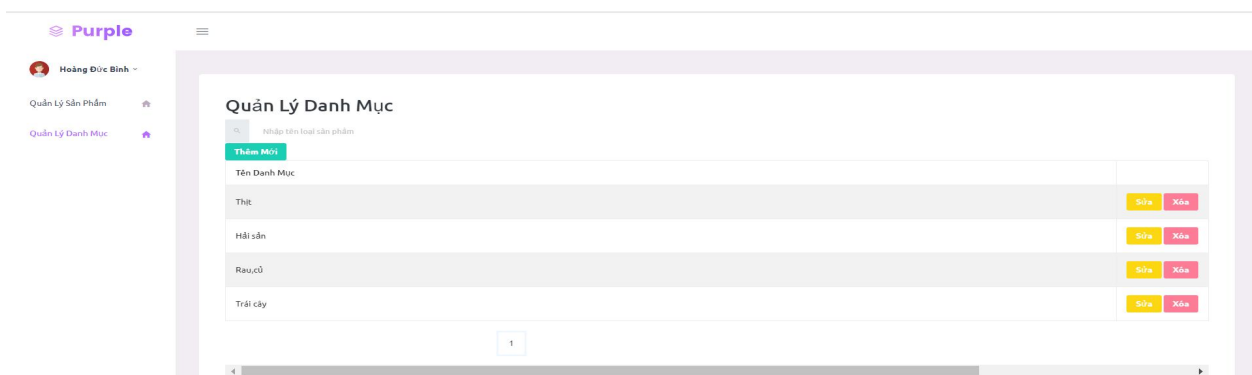 Purple
Hoàng Đức Bình
Quản Lý Sản Phẩm
Quản Lý Danh Mục
Quản Lý Danh Mục
Nhập tên loại sản phẩm
Thêm Mới
Tên Danh Mục
Thịt
Sửa Xóa
Hải sản
Sửa Xóa
Rau,củ
Sửa Xóa
Trái cây
Sửa Xóa
1